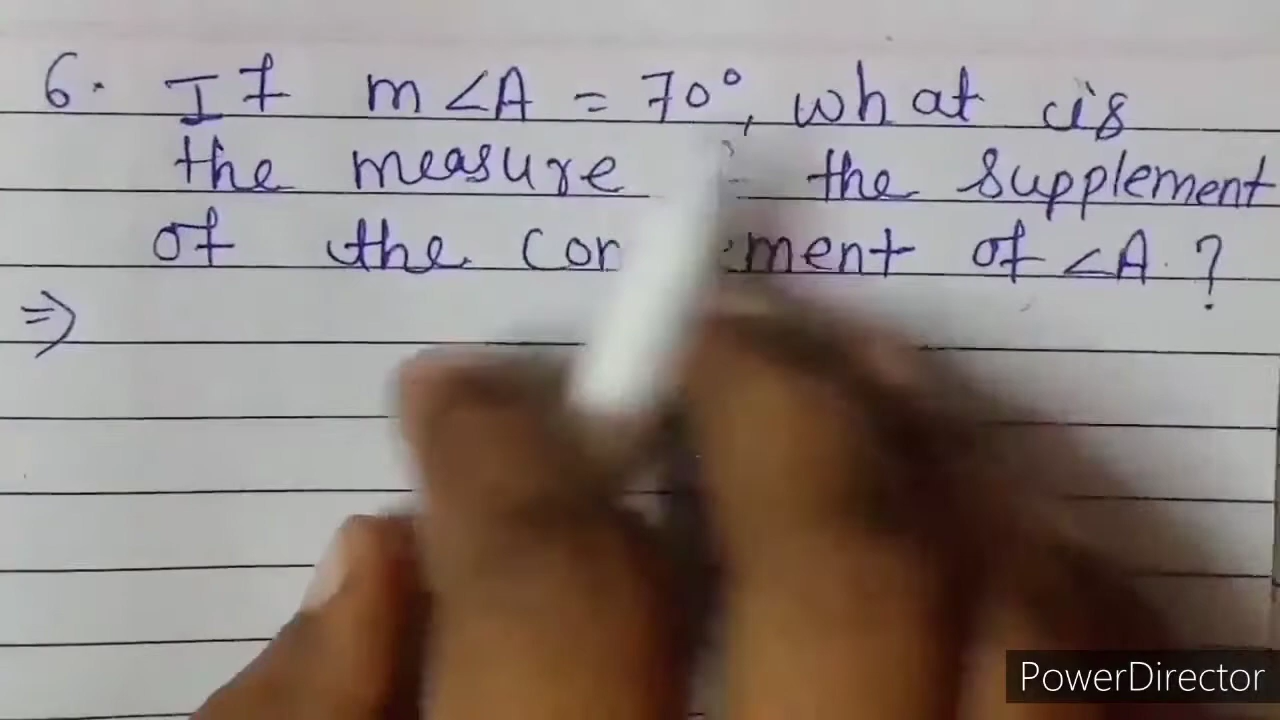 6. If m∠A = 70°, what is
the measure the supplement
of the ment of ∠A.?
⇒
PowerDirector